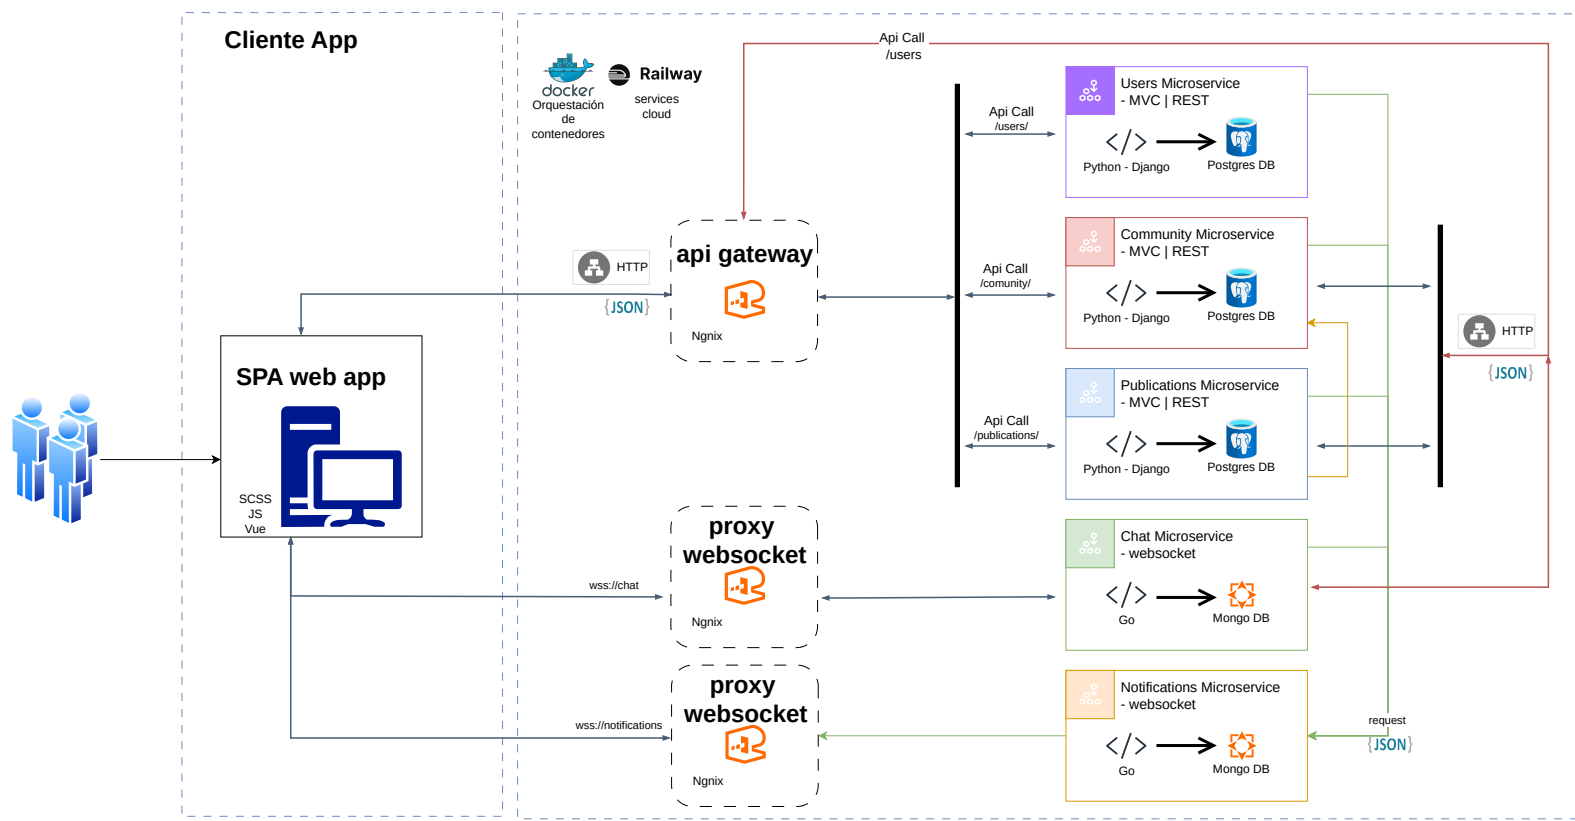 Cliente App
docker
Orquestación
de
contenedores
Railway
services
cloud
Api Call
/users
Users Microservice
- MVC | REST
Python - Django
Postgres DB
Api Call
/users/
api gateway
Ngnix
HTTP
{JSON}
Api Call
/comunity/
Community Microservice
- MVC | REST
Python - Django
Postgres DB
HTTP
{JSON}
SPA web app
SCSS
JS
Vue
Api Call
/publications/
Publications Microservice
- MVC | REST
Python - Django
Postgres DB
proxy
websocket
Ngnix
wss://chat
Chat Microservice
- websocket
Go
Mongo DB
proxy
websocket
Ngnix
wss://notifications
Notifications Microservice
- websocket
Go
Mongo DB
request
{JSON}